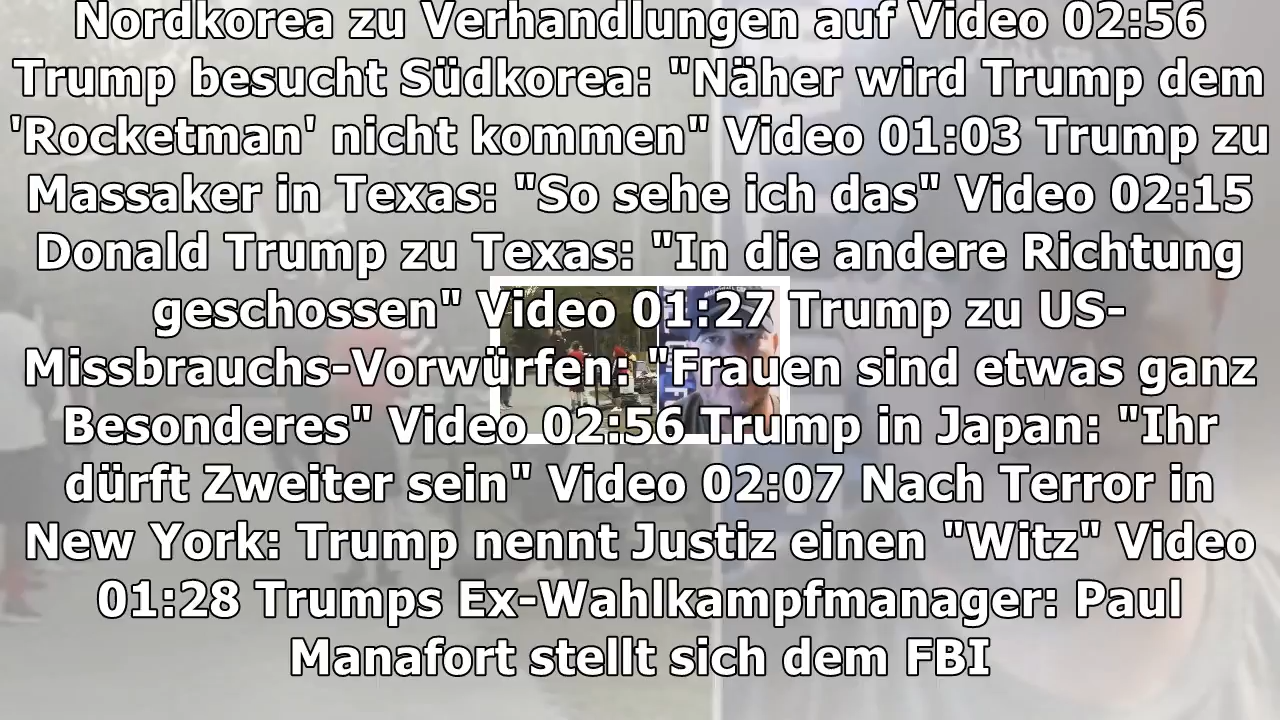 Nordkorea zu Verhandlungen auf Video 02:56
Trump besucht Südkorea: "Näher wird Trump dem
'Rocketman' nicht kommen" Video 01:03 Trump zu
Massaker in Texas: "So sehe ich das" Video 02:15
Donald Trump zu Texas: "In die andere Richtung
geschossen" Video 01:27 Trump zu US-
Missbrauchs-Vorwürfen: "Frauen sind etwas ganz
Besonderes" Video 02:56 Trump in Japan: "Ihr
dürft Zweiter sein" Video 02:07 Nach Terror in
New York: Trump nennt Justiz einen "Witz" Video
01:28 Trumps Ex-Wahlkampfmanager: Paul
Manafort stellt sich dem FBI